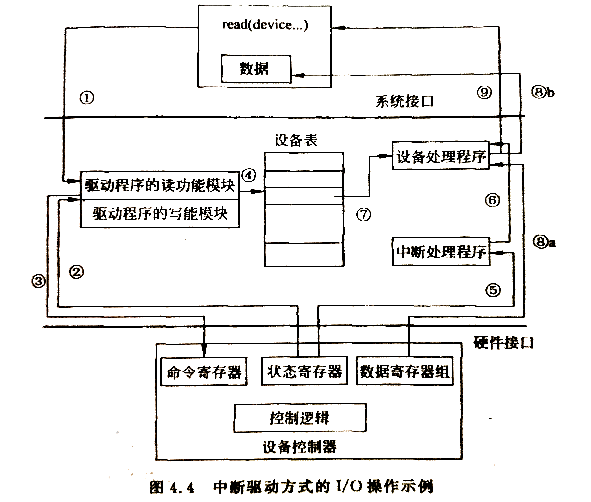 read(device...)
数据
①
⑨
⑧b
系统接口
设备表
设备处理程序
④
驱动程序的读功能模块
驱动程序的写能模块
⑦
⑥
⑧a
中断处理程序
③
②
⑤
硬件接口
命令寄存器
状态寄存器
数据寄存器组
控制逻辑
设备控制器
图 4.4 中断驱动方式的 I/O 操作示例